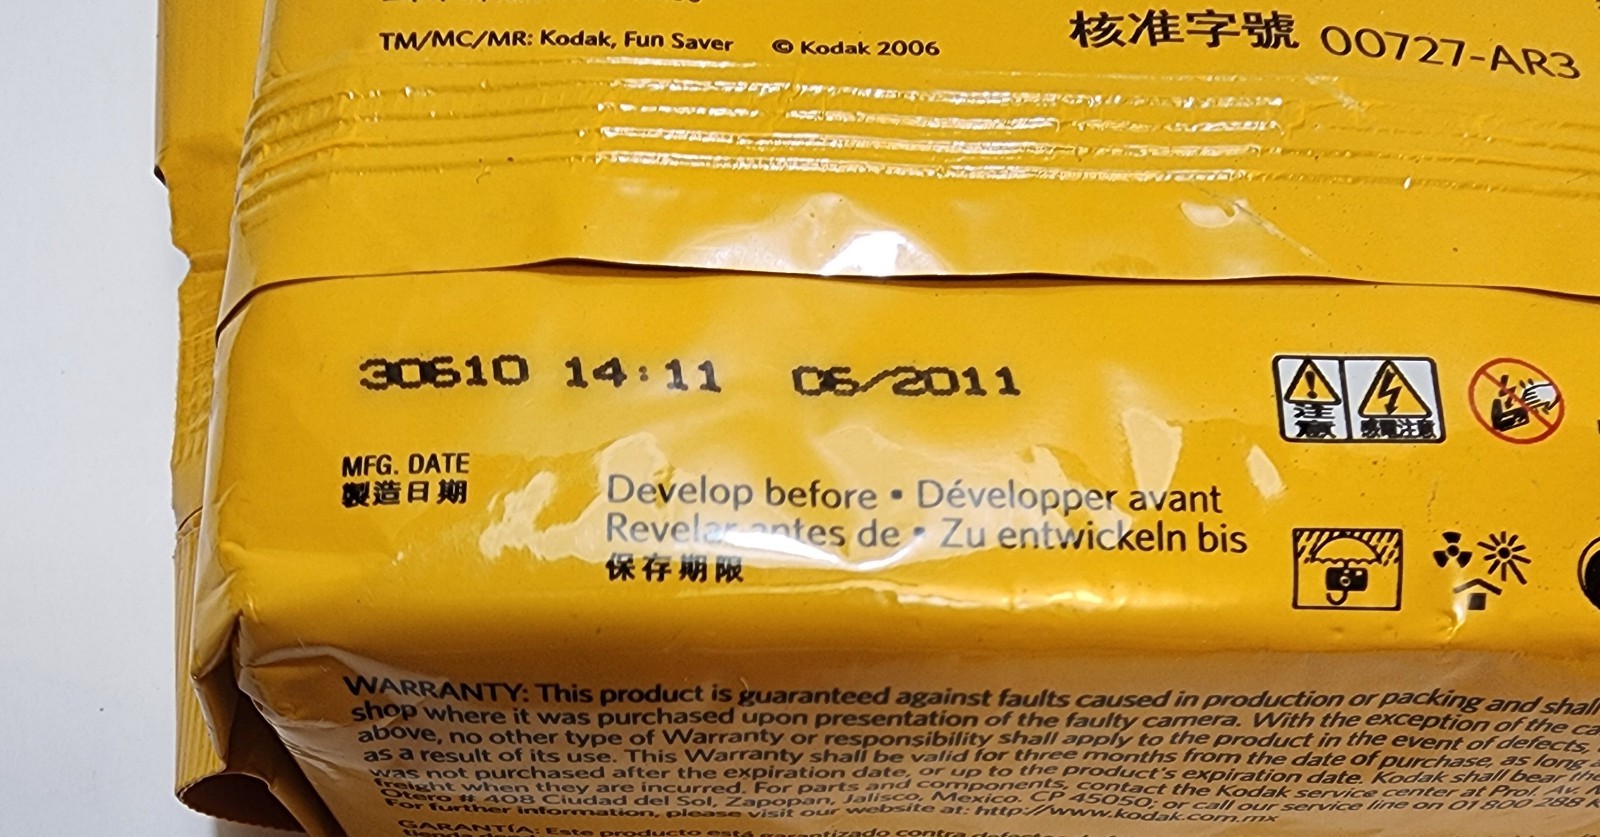 TM/MC/MR: Kodak, Fun Saver © Kodak 2006
核准字號 00727-AR3
30610 14:11 06/2011
MFG. DATE
製造日期
Develop before • Développer avant
Revelar antes de • Zu entwickeln bis
保存期限
注意
感電注意
WARRANTY: This product is guaranteed against faults caused in production or packing and shall
shop where it was purchased upon presentation of the faulty camera. With the exception of the ca
above, no other type of Warranty or responsibility shall apply to the product in the event of defects,
as a result of its use. This Warranty shall be valid for three months from the date of purchase, as long
was not purchased after the expiration date, or up to the product's expiration date. Kodak shall bear the
freight when they are incurred. For parts and components, contact the Kodak service center at Prol. Av.
Otero # 408 Ciudad del Sol, Zapopan, Jalisco, Mexico. CP 45050; or call our service line on 01 800 288
For further information, please visit our website at: http://www.kodak.com.mx
GARANTÍA: Este producto está garantizado contra